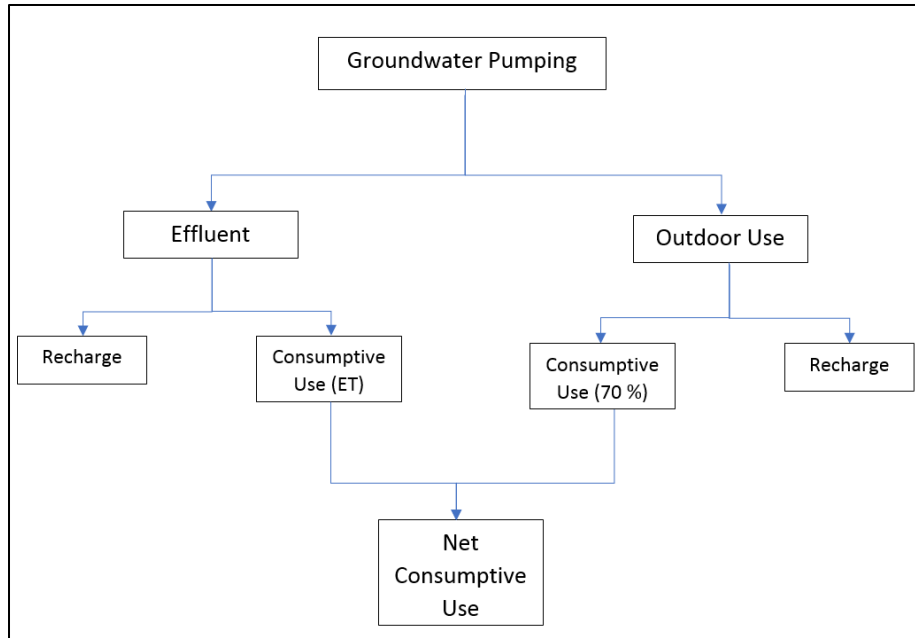 Groundwater Pumping
Effluent
Outdoor Use
Recharge
Consumptive
Use (ET)
Consumptive
Use (70 %)
Recharge
Net
Consumptive
Use